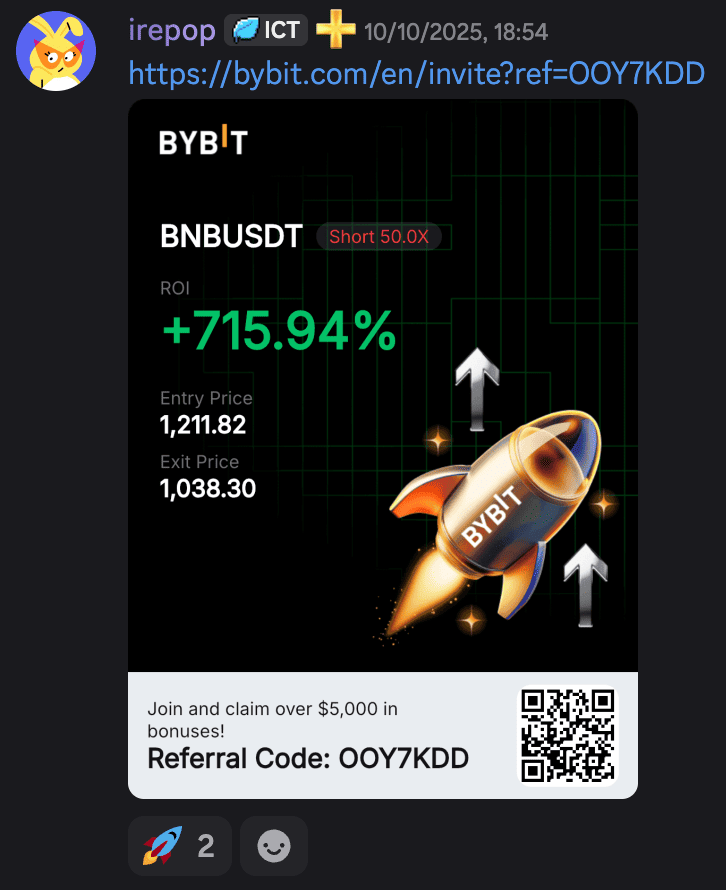 irepop ICT 10/10/2025, 18:54
https://bybit.com/en/invite?ref=OOY7KDD
BYBIT
BNBUSDT Short 50.0X
ROI
+715.94%
Entry Price
1,211.82
Exit Price
1,038.30
BYBIT
Join and claim over $5,000 in
bonuses!
Referral Code: OOY7KDD
2